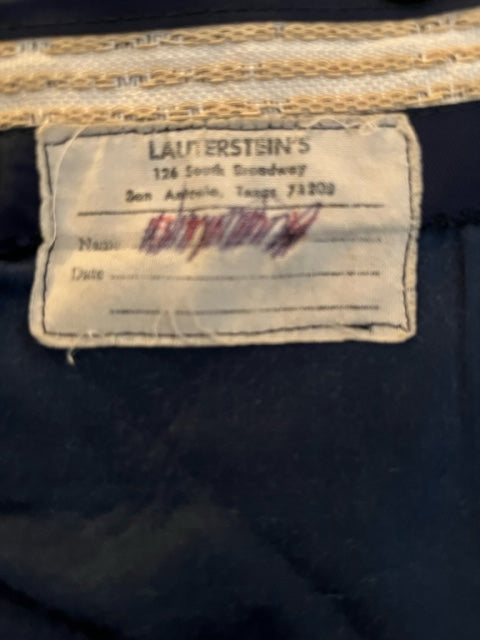 LAUTERSTEIN'S
126 South Broadway
San Antonio, Texas
Name
Date